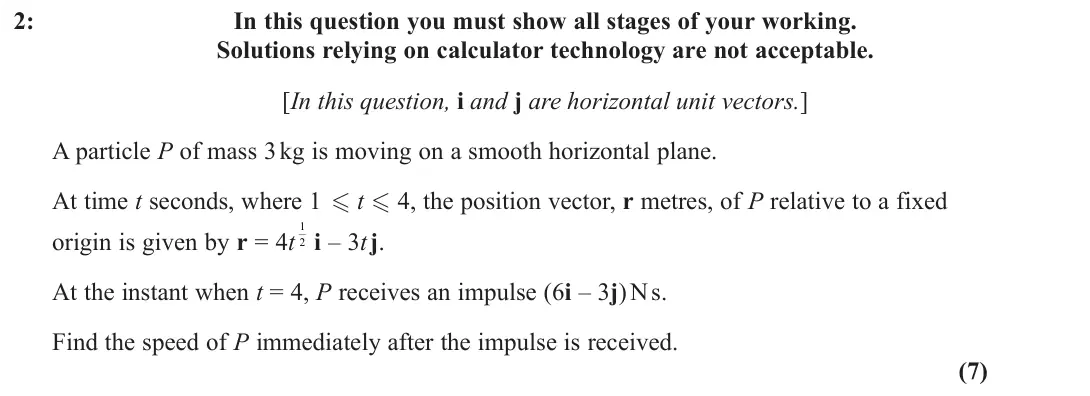 2: In this question you must show all stages of your working.
Solutions relying on calculator technology are not acceptable.
[In this question, i and j are horizontal unit vectors.]
A particle P of mass 3 kg is moving on a smooth horizontal plane.
At time t seconds, where 1 ⩽ t ⩽ 4, the position vector, r metres, of P relative to a fixed
origin is given by r = 4t^(1/2) i – 3tj.
At the instant when t = 4, P receives an impulse (6i – 3j) N s.
Find the speed of P immediately after the impulse is received.
(7)